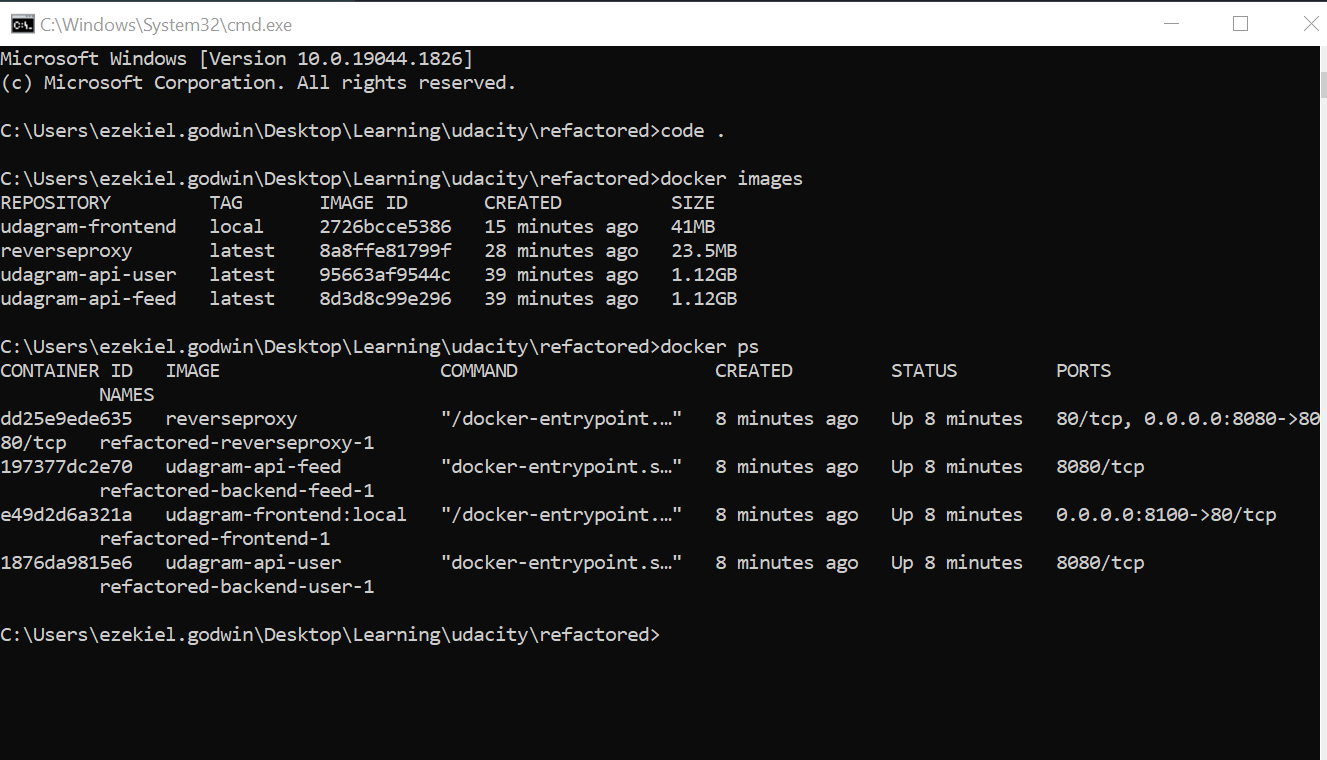 C:\Windows\System32\cmd.exe
Microsoft Windows [Version 10.0.19044.1826]
(c) Microsoft Corporation. All rights reserved.
C:\Users\ezekiel.godwin\Desktop\Learning\udacity\refactored>code .
C:\Users\ezekiel.godwin\Desktop\Learning\udacity\refactored>docker images
REPOSITORY         TAG       IMAGE ID       CREATED          SIZE
udagram-frontend   local     2726bcce5386   15 minutes ago   41MB
reverseproxy       latest    8a8ffe81799f   28 minutes ago   23.5MB
udagram-api-user   latest    95663af9544c   39 minutes ago   1.12GB
udagram-api-feed   latest    8d3d8c99e296   39 minutes ago   1.12GB
C:\Users\ezekiel.godwin\Desktop\Learning\udacity\refactored>docker ps
CONTAINER ID   IMAGE                    COMMAND                  CREATED         STATUS         PORTS
         NAMES
dd25e9ede635   reverseproxy             "/docker-entrypoint.…"   8 minutes ago   Up 8 minutes   80/tcp, 0.0.0.0:8080->80
80/tcp   refactored-reverseproxy-1
197377dc2e70   udagram-api-feed         "docker-entrypoint.s…"   8 minutes ago   Up 8 minutes   8080/tcp
         refactored-backend-feed-1
e49d2d6a321a   udagram-frontend:local   "/docker-entrypoint.…"   8 minutes ago   Up 8 minutes   0.0.0.0:8100->80/tcp
         refactored-frontend-1
1876da9815e6   udagram-api-user         "docker-entrypoint.s…"   8 minutes ago   Up 8 minutes   8080/tcp
         refactored-backend-user-1
C:\Users\ezekiel.godwin\Desktop\Learning\udacity\refactored>